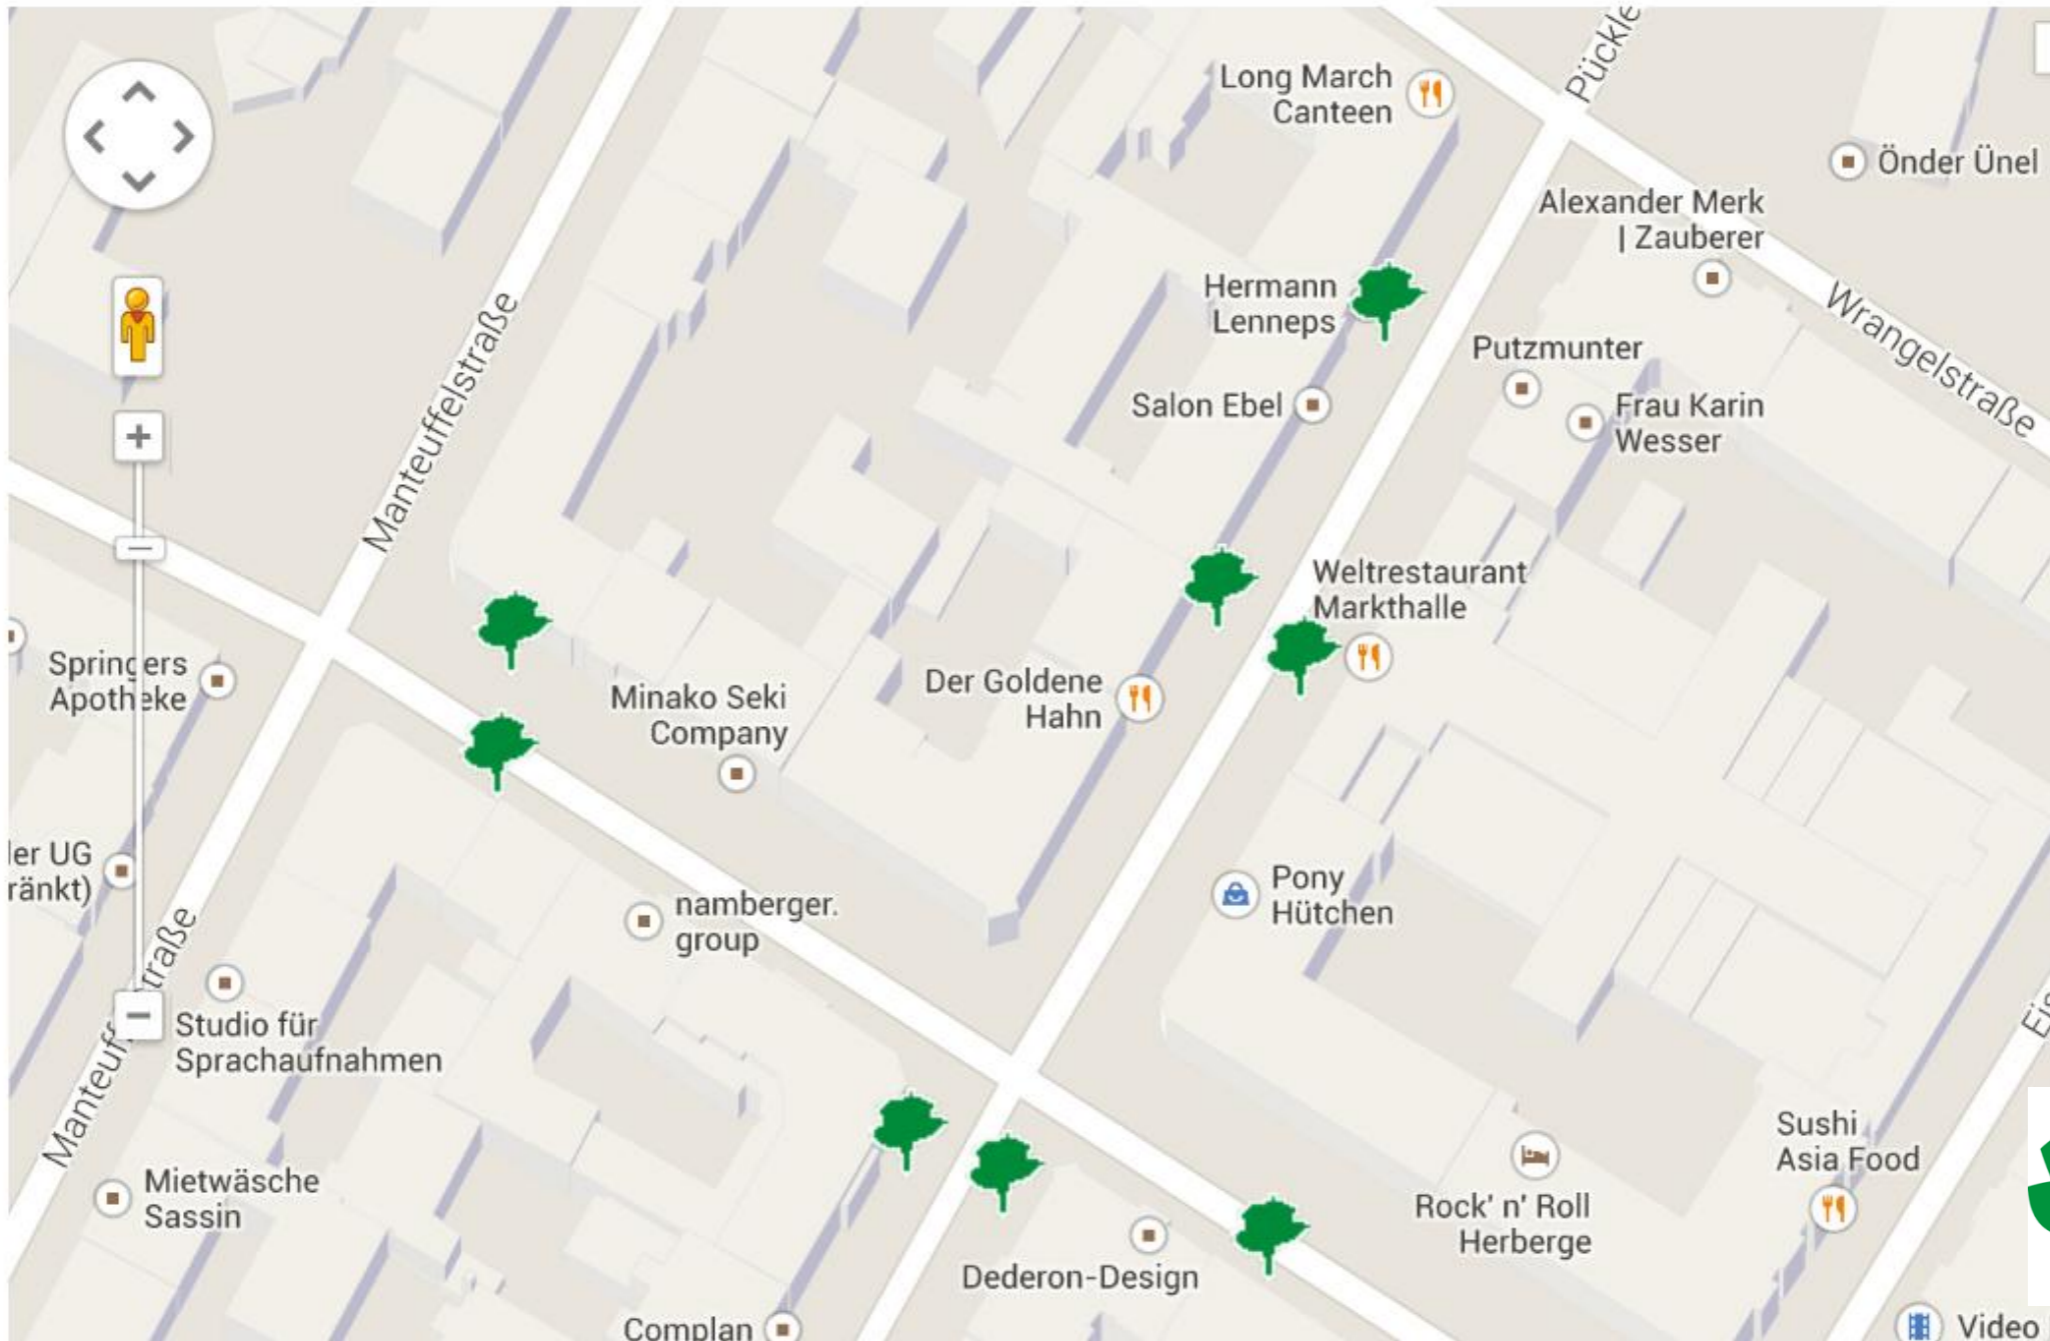 Pückle
Long March
Canteen
Önder Ünel
Alexander Merk
| Zauberer
Hermann
Lenneps
Wrangelstraße
Putzmunter
Manteuffelstraße
Salon Ebel
Frau Karin
Wesser
Weltrestaurant
Markthalle
Springers
Apotheke
Der Goldene
Hahn
Minako Seki
Company
ler UG
ränkt)
Pony
Hütchen
namberger.
group
Manteuff straße
Studio für
Sprachaufnahmen
Eis
Sushi
Asia Food
Mietwäsche
Sassin
Rock' n' Roll
Herberge
Dederon-Design
Complan
Video